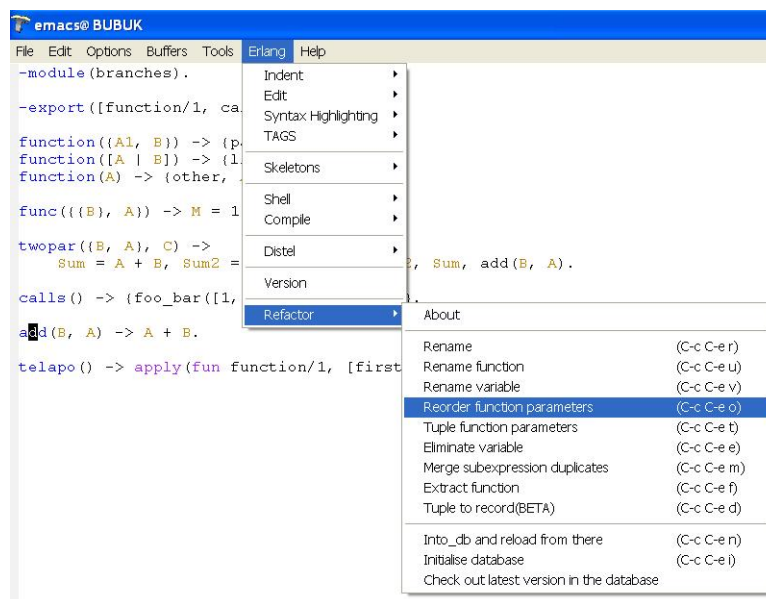 emacs@BUBUK
File Edit Options Buffers Tools Erlang Help
-module(branches).
-export([function/1, ca
function({A1, B}) -> {p
function([A | B]) -> {l
function(A) -> {other,
func({{B}, A}) -> M = 1
twopar({B, A}, C) ->
Sum = A + B, Sum2 = 2, Sum, add(B, A).
calls() -> {foo_bar([1, }.
add(B, A) -> A + B.
telapo() -> apply(fun function/1, [first
Indent
Edit
Syntax Highlighting
TAGS
Skeletons
Shell
Compile
Distel
Version
Refactor
About
Rename (C-c C-e r)
Rename function (C-c C-e u)
Rename variable (C-c C-e v)
Reorder function parameters (C-c C-e o)
Tuple function parameters (C-c C-e t)
Eliminate variable (C-c C-e e)
Merge subexpression duplicates (C-c C-e m)
Extract function (C-c C-e f)
Tuple to record(BETA) (C-c C-e d)
Into_db and reload from there (C-c C-e n)
Initialise database (C-c C-e i)
Check out latest version in the database